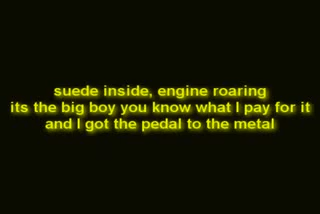 suede inside, engine roaring
its the big boy you know what I pay for it
and I got the pedal to the metal